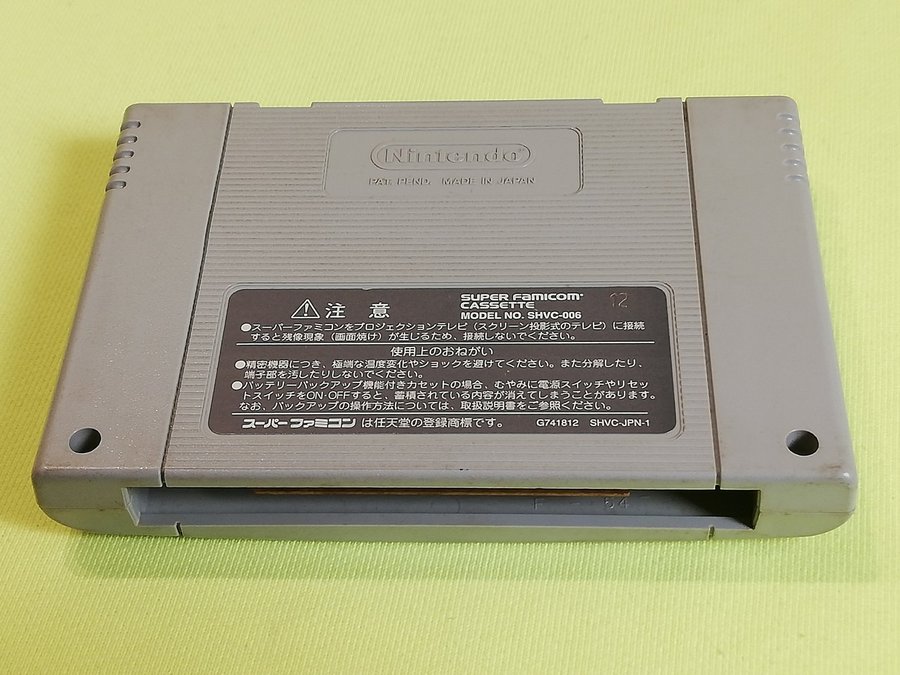 Nintendo®
PAT. PEND. MADE IN JAPAN
注意
SUPER FAMICOM
CASSETTE
MODEL NO. SHVC-006
12
●スーパーファミコンをプロジェクションテレビ（スクリーン投影式のテレビ）に接続
すると残像現象（画面焼け）が生じるため、接続しないでください。
使用上のおねがい
●精密機器につき、極端な温度変化やショックを避けてください。また分解したり、
端子部を汚したりしないでください。
●バッテリーバックアップ機能付きカセットの場合、むやみに電源スイッチやリセッ
トスイッチをON・OFFすると、蓄積されている内容が消えてしまうことがあります。
なお、バックアップの操作方法については、取扱説明書をご参照ください。
スーパーファミコンは任天堂の登録商標です。
G741812 SHVC-JPN-1